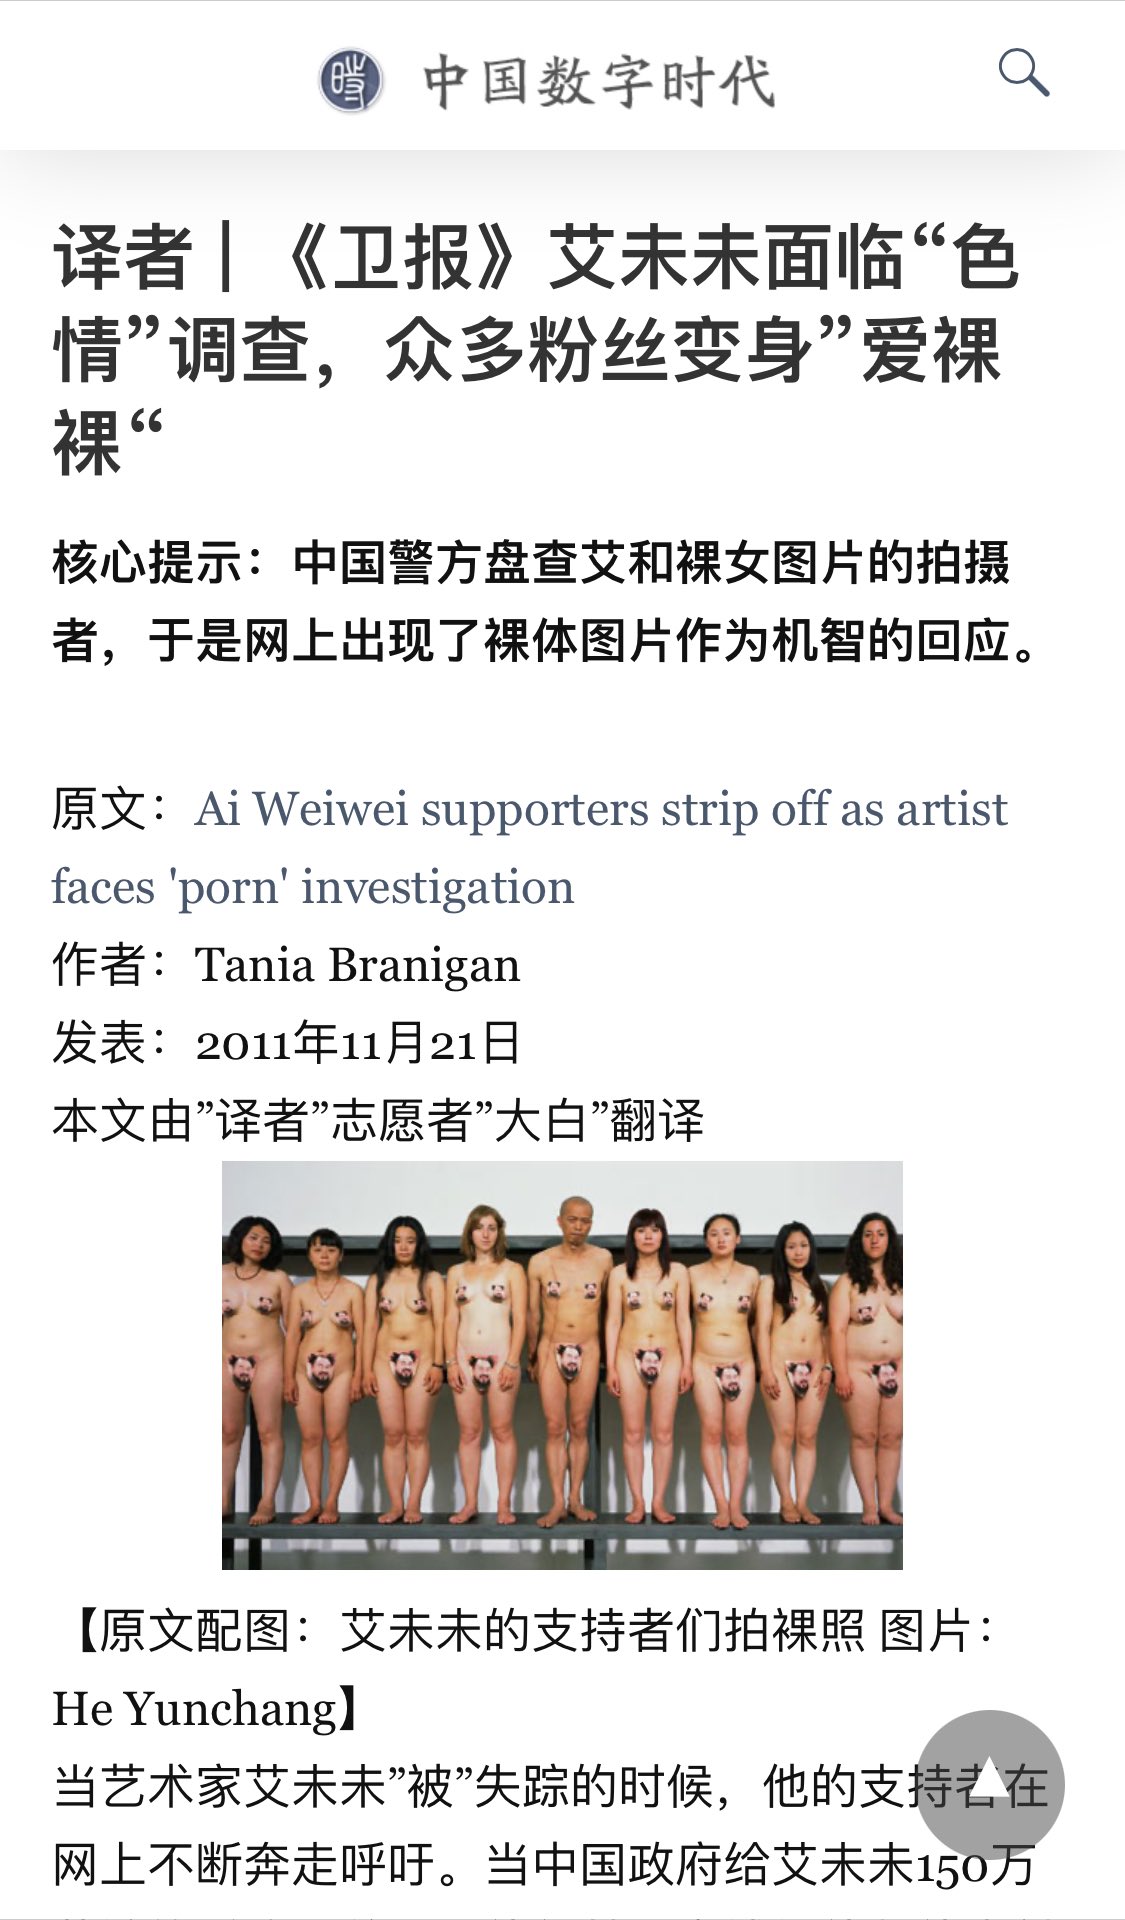 中国数字时代
译者 | 《卫报》艾未未面临“色
情”调查，众多粉丝变身”爱裸
裸“
核心提示：中国警方盘查艾和裸女图片的拍摄
者，于是网上出现了裸体图片作为机智的回应。
原文：Ai Weiwei supporters strip off as artist
faces 'porn' investigation
作者：Tania Branigan
发表：2011年11月21日
本文由”译者”志愿者”大白”翻译
【原文配图：艾未未的支持者们拍裸照 图片：
He Yunchang】
当艺术家艾未未”被”失踪的时候，他的支持者在
网上不断奔走呼吁。当中国政府给艾未未150万